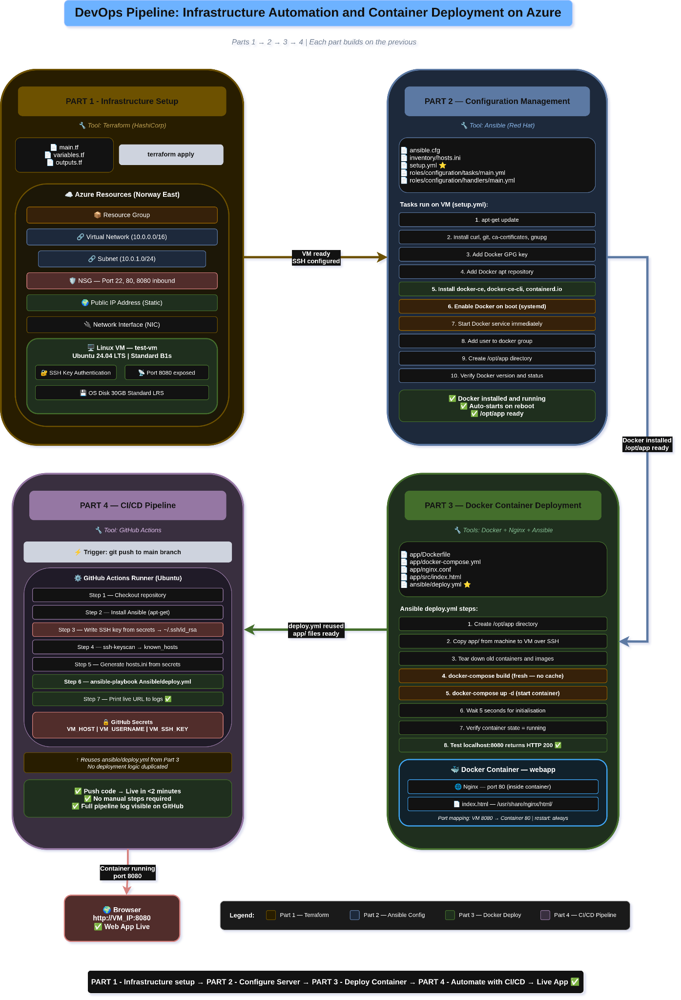 DevOps Pipeline: Infrastructure Automation and Container Deployment on Azure
Parts 1 → 2 → 3 → 4 | Each part builds on the previous
PART 1 - Infrastructure Setup
🔧 Tool: Terraform (HashiCorp)
📄 main.tf
📄 variables.tf
📄 outputs.tf
terraform apply
☁️ Azure Resources (Norway East)
📦 Resource Group
🔗 Virtual Network (10.0.0.0/16)
🔗 Subnet (10.0.1.0/24)
🛡️ NSG — Port 22, 80, 8080 inbound
🌍 Public IP Address (Static)
🔌 Network Interface (NIC)
🖥️ Linux VM — test-vm
Ubuntu 24.04 LTS | Standard B1s
🔐 SSH Key Authentication
📡 Port 8080 exposed
💾 OS Disk 30GB Standard LRS
VM ready
SSH configured
PART 2 — Configuration Management
🔧 Tool: Ansible (Red Hat)
📄 ansible.cfg
📄 inventory/hosts.ini
📄 setup.yml ⭐
📄 roles/configuration/tasks/main.yml
📄 roles/configuration/handlers/main.yml
Tasks run on VM (setup.yml):
1. apt-get update
2. Install curl, git, ca-certificates, gnupg
3. Add Docker GPG key
4. Add Docker apt repository
5. Install docker-ce, docker-ce-cli, containerd.io
6. Enable Docker on boot (systemd)
7. Start Docker service immediately
8. Add user to docker group
9. Create /opt/app directory
10. Verify Docker version and status
✅ Docker installed and running
✅ Auto-starts on reboot
✅ /opt/app ready
Docker installed
/opt/app ready
PART 3 — Docker Container Deployment
🔧 Tools: Docker + Nginx + Ansible
📄 app/Dockerfile
📄 app/docker-compose.yml
📄 app/nginx.conf
📄 app/src/index.html
📄 ansible/deploy.yml ⭐
Ansible deploy.yml steps:
1. Create /opt/app directory
2. Copy app/ from machine to VM over SSH
3. Tear down old containers and images
4. docker-compose build (fresh — no cache)
5. docker-compose up -d (start container)
6. Wait 5 seconds for initialisation
7. Verify container state = running
8. Test localhost:8080 returns HTTP 200 ✅
🐳 Docker Container — webapp
🌐 Nginx — port 80 (inside container)
📄 index.html — /usr/share/nginx/html/
Port mapping: VM 8080 → Container 80 | restart: always
deploy.yml reused
app/ files ready
PART 4 — CI/CD Pipeline
🔧 Tool: GitHub Actions
⚡ Trigger: git push to main branch
⚙️ GitHub Actions Runner (Ubuntu)
Step 1 — Checkout repository
Step 2 — Install Ansible (apt-get)
Step 3 — Write SSH key from secrets → ~/.ssh/id_rsa
Step 4 — ssh-keyscan → known_hosts
Step 5 — Generate hosts.ini from secrets
Step 6 — ansible-playbook Ansible/deploy.yml
Step 7 — Print live URL to logs ✅
🔒 GitHub Secrets
VM_HOST | VM_USERNAME | VM_SSH_KEY
↑ Reuses ansible/deploy.yml from Part 3
No deployment logic duplicated
✅ Push code → Live in <2 minutes
✅ No manual steps required
✅ Full pipeline log visible on GitHub
Container running
port 8080
🌍 Browser
http://VM_IP:8080
✅ Web App Live
Legend:
Part 1 — Terraform
Part 2 — Ansible Config
Part 3 — Docker Deploy
Part 4 — CI/CD Pipeline
PART 1 - Infrastructure setup → PART 2 - Configure Server → PART 3 - Deploy Container → PART 4 - Automate with CI/CD → Live App ✅